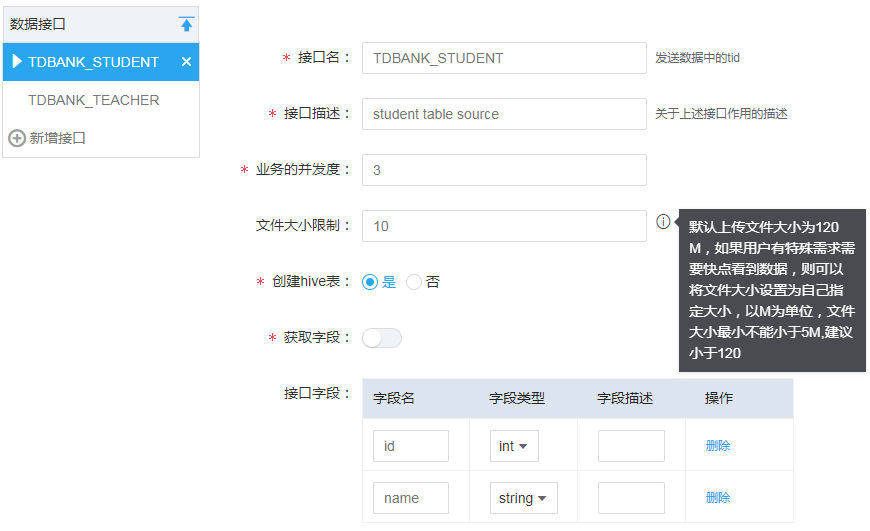 数据接口
TDBANK_STUDENT ×
TDBANK_TEACHER
新增接口
* 接口名： TDBANK_STUDENT 发送数据中的tid
* 接口描述： student table source 关于上述接口作用的描述
* 业务的并发度： 3
文件大小限制： 10
默认上传文件大小为120
M，如果用户有特殊需求需
要快点看到数据，则可以
将文件大小设置为自己指
定大小，以M为单位，文件
大小最小不能小于5M,建议
小于120
* 创建hive表： 是 否
* 获取字段：
接口字段： 字段名 字段类型 字段描述 操作
id int 删除
name string 删除